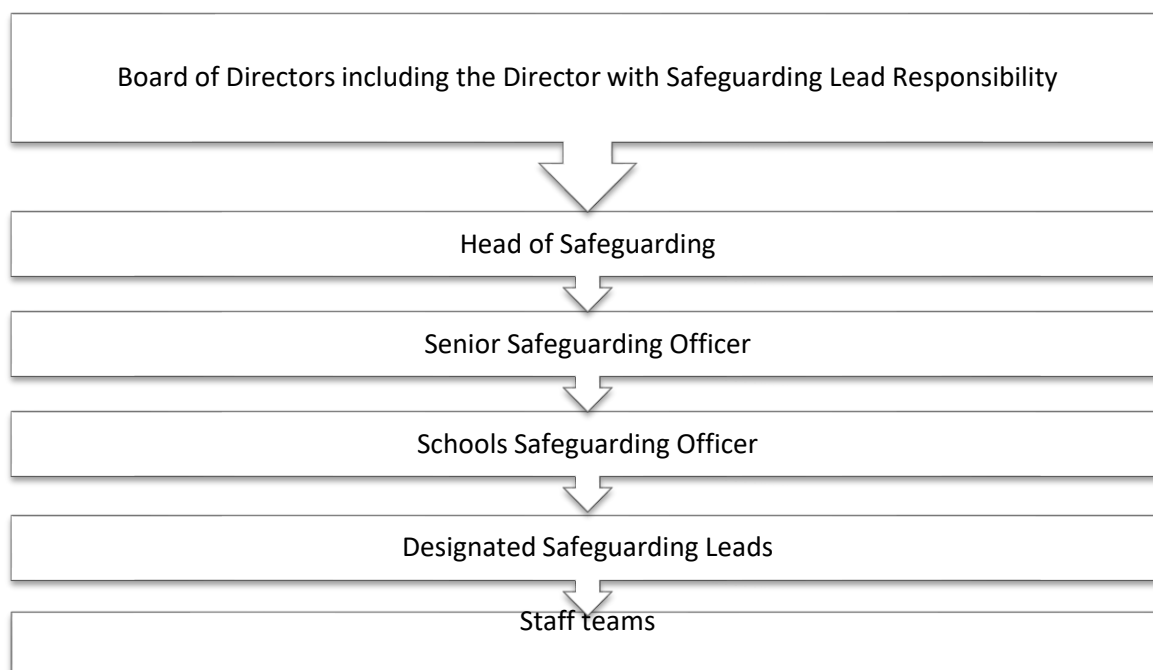 Board of Directors including the Director with Safeguarding Lead Responsibility
Head of Safeguarding
Senior Safeguarding Officer
Schools Safeguarding Officer
Designated Safeguarding Leads
Staff teams